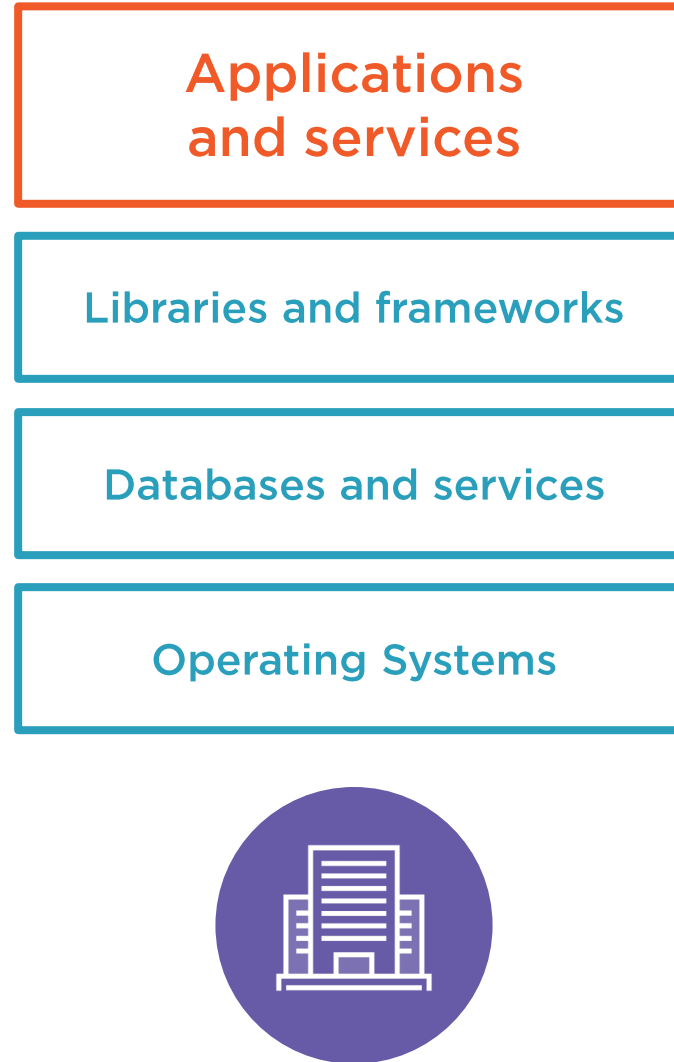 Applications
and services
Libraries and frameworks
Databases and services
Operating Systems